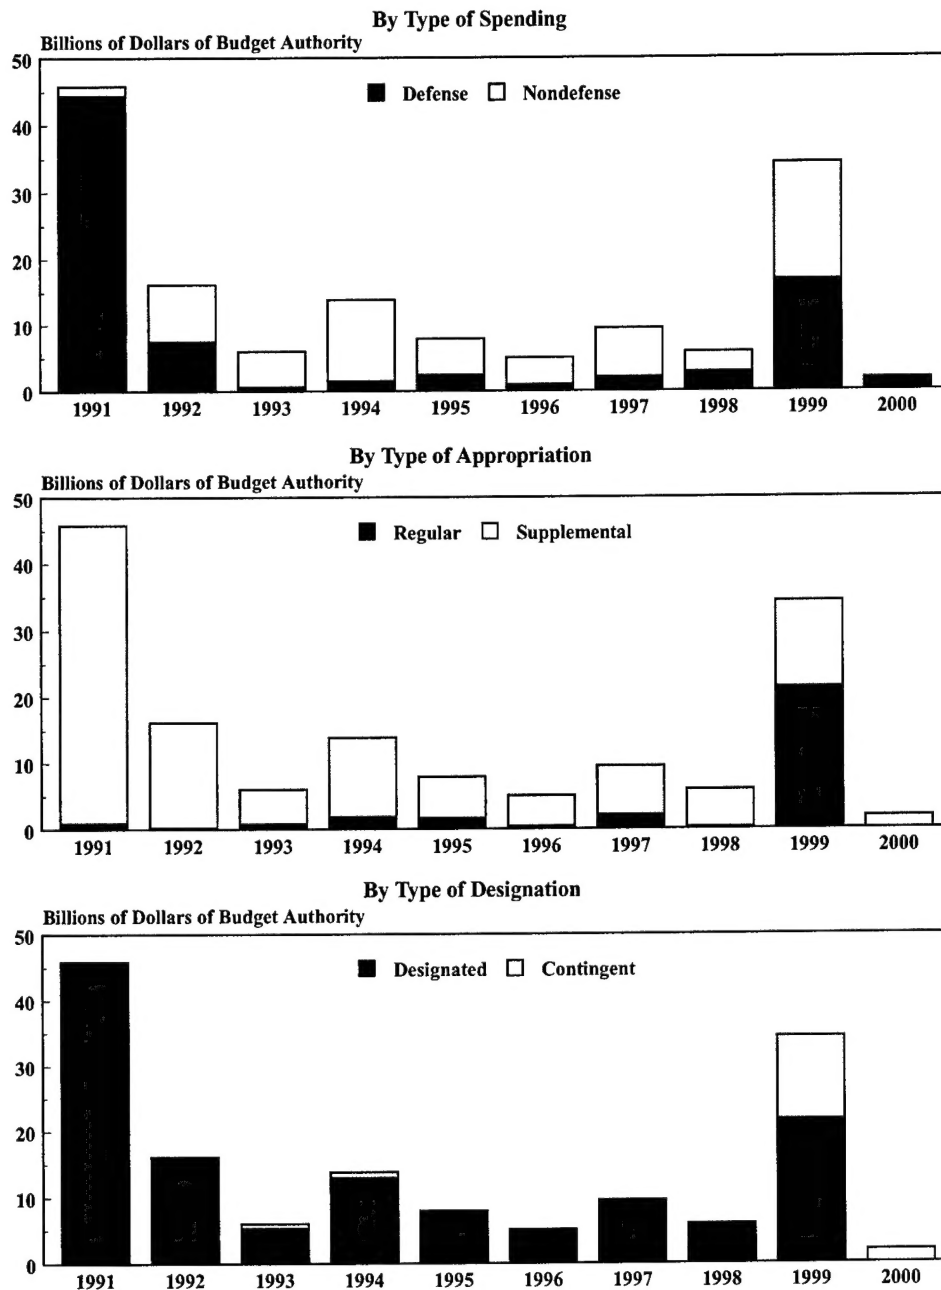 By Type of Spending
Billions of Dollars of Budget Authority
50
Defense Nondefense
40
30
20
10
0
1991 1992 1993 1994 1995 1996 1997 1998 1999 2000
By Type of Appropriation
Billions of Dollars of Budget Authority
50
Regular Supplemental
40
30
20
10
0
1991 1992 1993 1994 1995 1996 1997 1998 1999 2000
By Type of Designation
Billions of Dollars of Budget Authority
50
Designated Contingent
40
30
20
10
0
1991 1992 1993 1994 1995 1996 1997 1998 1999 2000